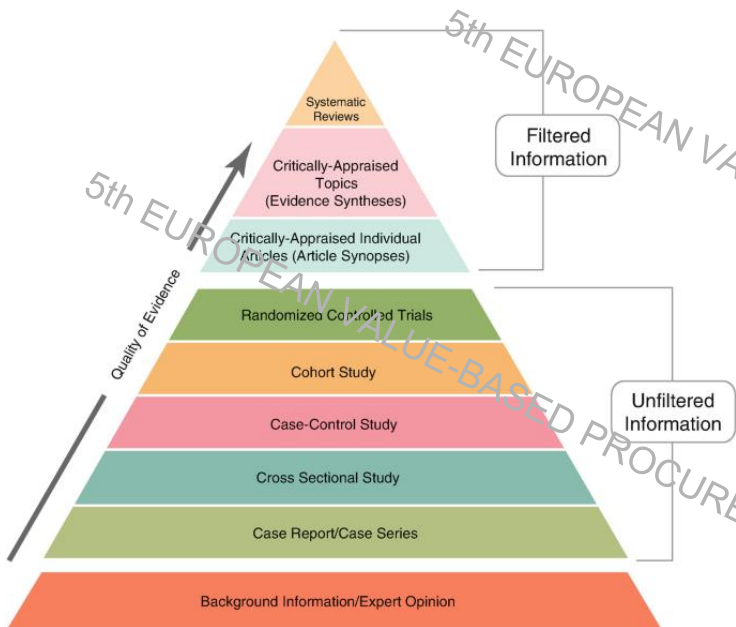 5th EUROPEAN VA
Systematic
Reviews
Filtered
Information
Critically-Appraised
Topics
(Evidence Syntheses)
5th EUROPEAN VALUE-BASED PROCURE
Critically-Appraised Individual
Articles (Article Synopses)
Quality of Evidence
Randomized Controlled Trials
Cohort Study
Unfiltered
Information
Case-Control Study
Cross Sectional Study
Case Report/Case Series
Background Information/Expert Opinion